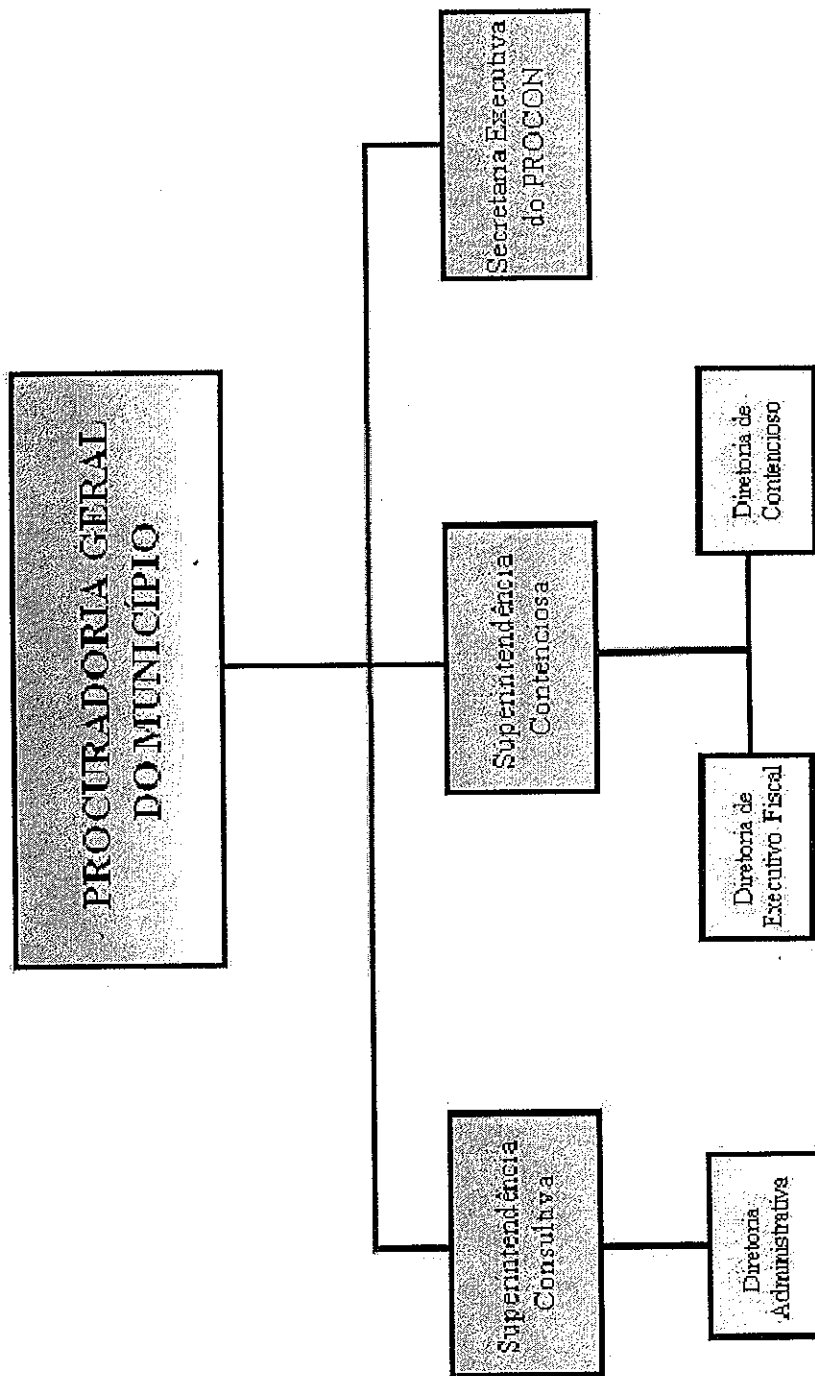 PROCURADORIA GERAL
DO MUNICÍPIO
Superintendência
Consultiva
Superintendência
Contenciosa
Secretaria Executiva
do PROCON
Diretoria
Administrativa
Diretoria de
Executivo Fiscal
Diretoria de
Contencioso